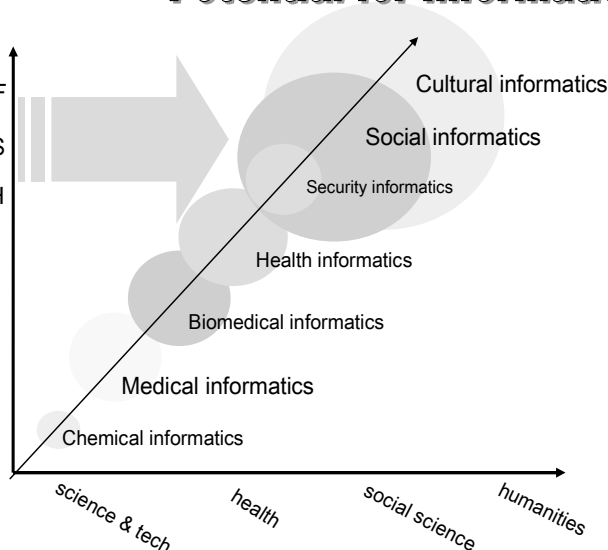 Cultural informatics
Social informatics
Security informatics
Health informatics
Biomedical informatics
Medical informatics
Chemical informatics
science & tech
health
social science
humanities